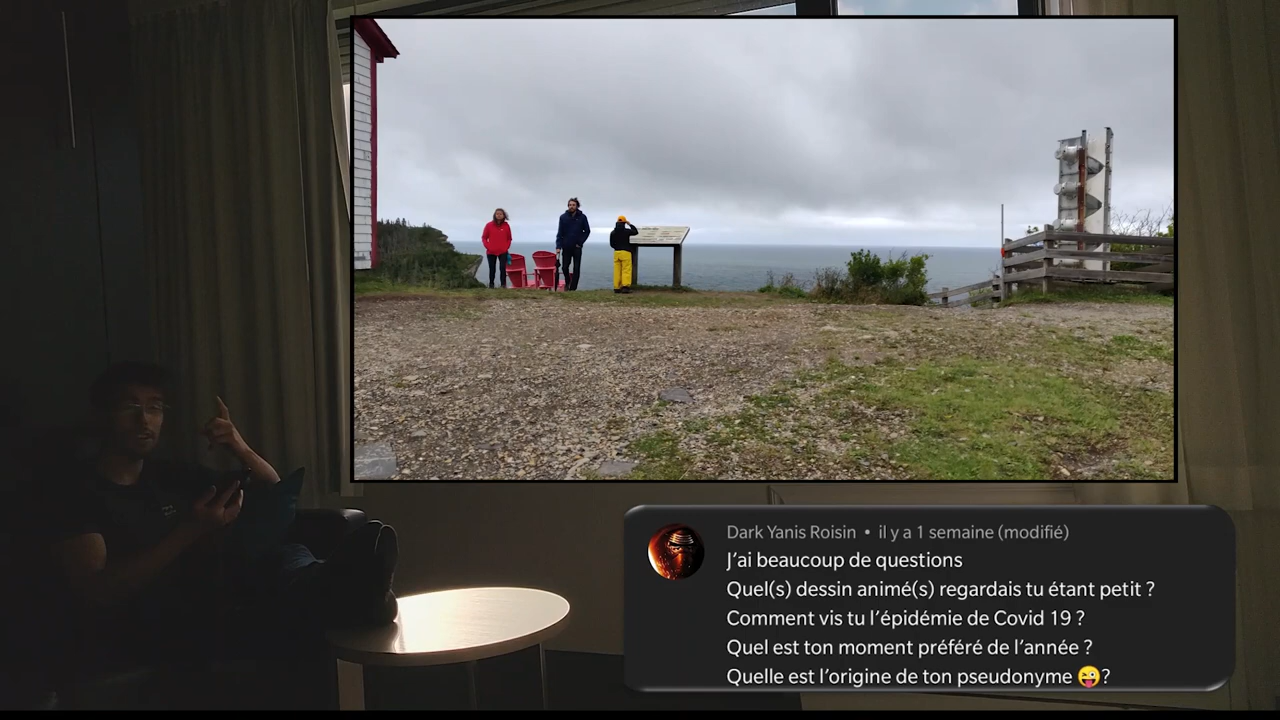 Dark Yanis Roisin • il y a 1 semaine (modifié)
J'ai beaucoup de questions
Quel(s) dessin animé(s) regardais tu étant petit ?
Comment vis tu l'épidémie de Covid 19 ?
Quel est ton moment préféré de l'année ?
Quelle est l'origine de ton pseudonyme 😜?